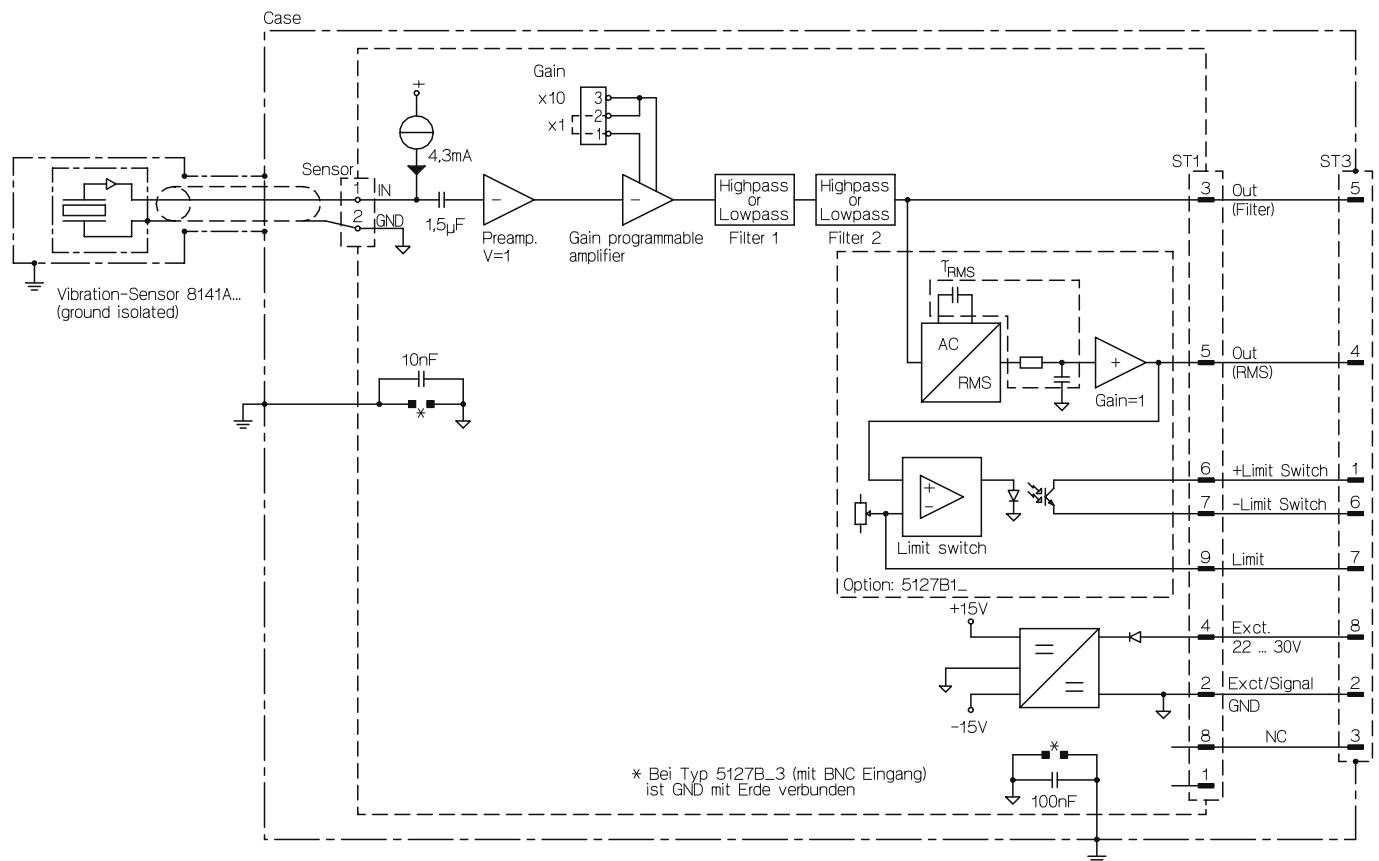 Case
Gain
x10
3
x1
2
1
+
4,3mA
Sensor
1
IN
2
GND
1,5µF
Preamp.
V=1
Gain programmable
amplifier
Highpass
or
Lowpass
Filter 1
Highpass
or
Lowpass
Filter 2
ST1
ST3
3
Out
(Filter)
5
Vibration-Sensor 8141A...
(ground isolated)
τRMS
AC
RMS
Gain=1
5
Out
(RMS)
4
10nF
*
6
+Limit Switch
1
7
-Limit Switch
6
Limit switch
9
Limit
7
Option: 5127B1_
+15V
-15V
4
Exct.
22 ... 30V
8
2
Exct/Signal
GND
2
8
NC
3
1
*
100nF
* Bei Typ 5127B_3 (mit BNC Eingang)
ist GND mit Erde verbunden